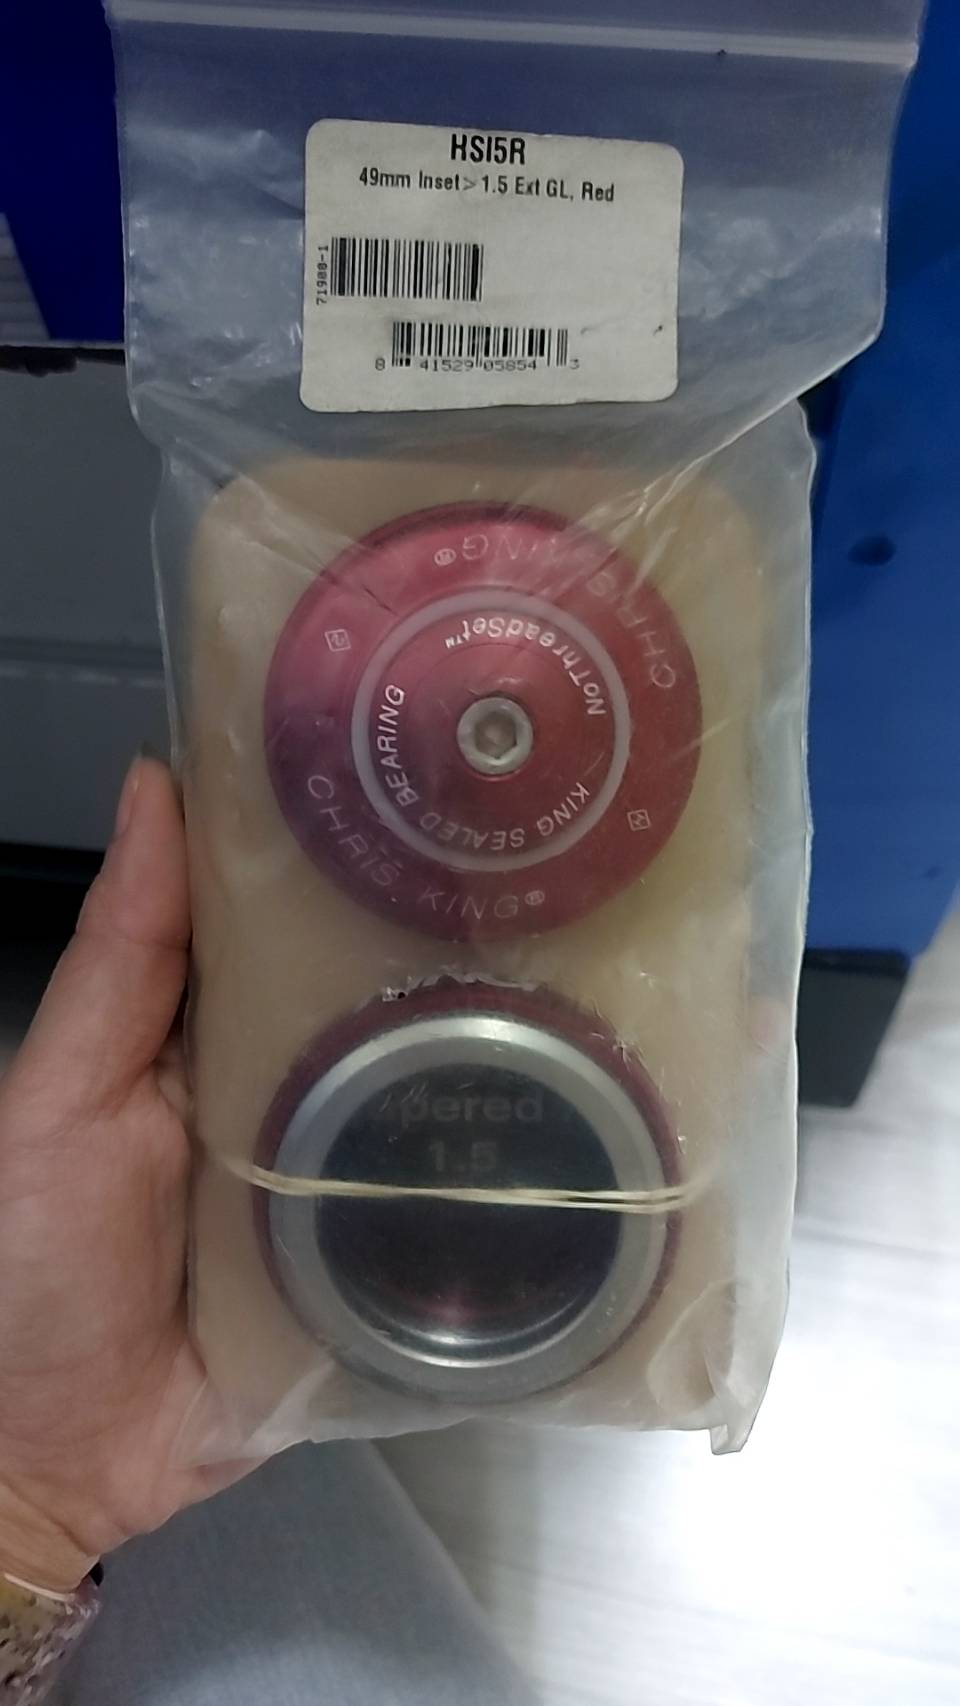 HSI5R
49mm Inset > 1.5 Ext GL, Red
71900-1
8 41529 05854 3
CHRIS KING®
NoThreadSet™
KING SEALED BEARING
CHRIS KING®
pered
1.5